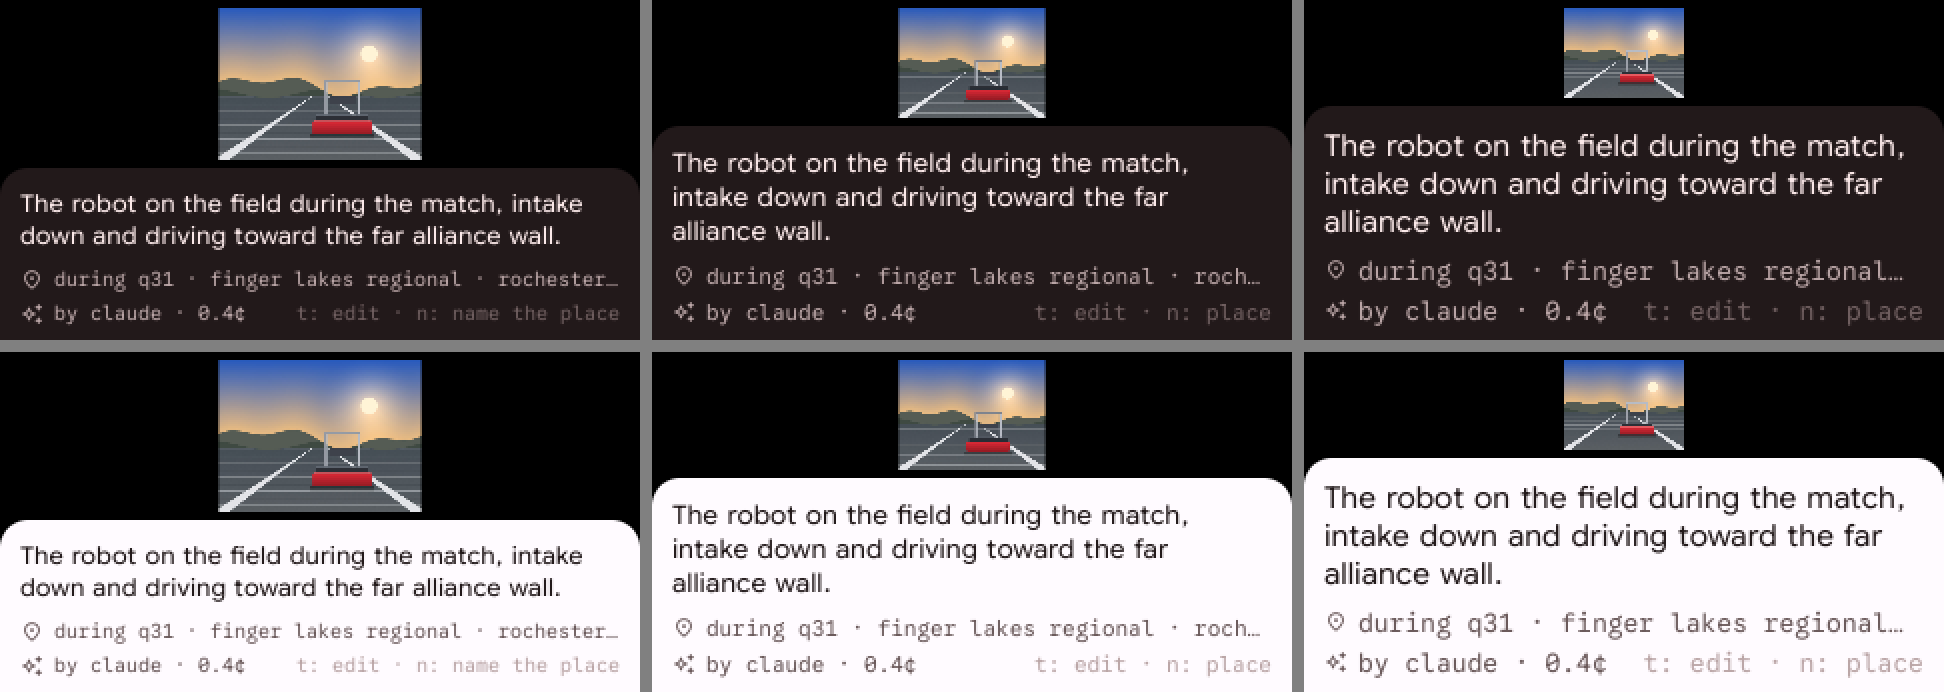 The robot on the field during the match, intake
down and driving toward the far alliance wall.
during q31 · finger lakes regional · rochester…
by claude · 0.4¢ t: edit · n: name the place
The robot on the field during the match,
intake down and driving toward the far
alliance wall.
during q31 · finger lakes regional · roch…
by claude · 0.4¢ t: edit · n: place
The robot on the field during the match,
intake down and driving toward the far
alliance wall.
during q31 · finger lakes regional…
by claude · 0.4¢ t: edit · n: place
The robot on the field during the match, intake
down and driving toward the far alliance wall.
during q31 · finger lakes regional · rochester…
by claude · 0.4¢ t: edit · n: name the place
The robot on the field during the match,
intake down and driving toward the far
alliance wall.
during q31 · finger lakes regional · roch…
by claude · 0.4¢ t: edit · n: place
The robot on the field during the match,
intake down and driving toward the far
alliance wall.
during q31 · finger lakes regional…
by claude · 0.4¢ t: edit · n: place